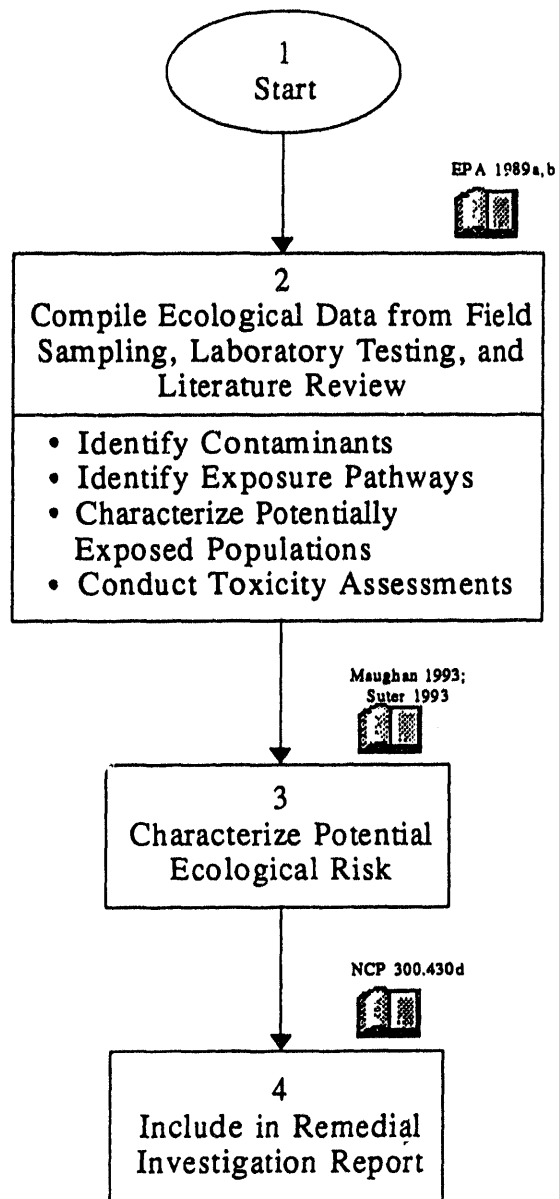 1
Start
EPA 1989a,b
2
Compile Ecological Data from Field
Sampling, Laboratory Testing, and
Literature Review
• Identify Contaminants
• Identify Exposure Pathways
• Characterize Potentially
Exposed Populations
• Conduct Toxicity Assessments
Maughan 1993;
Suter 1993
3
Characterize Potential
Ecological Risk
NCP 300.430d
4
Include in Remedial
Investigation Report